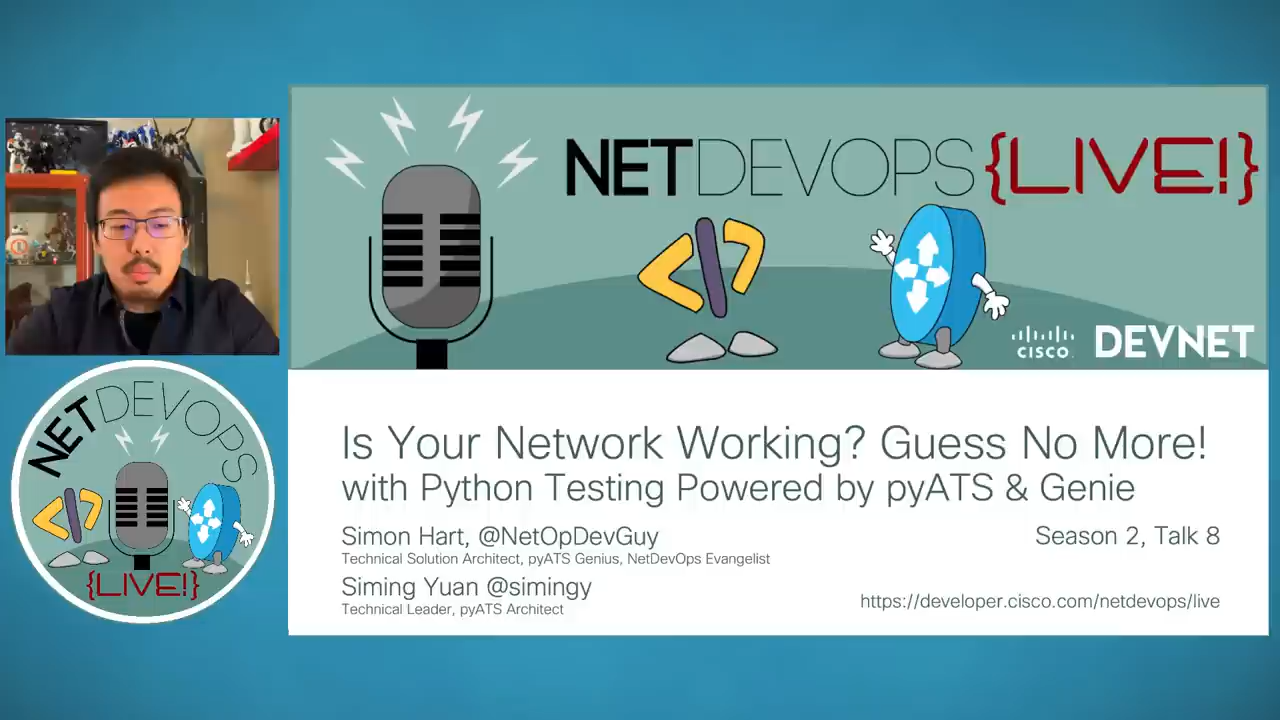 NETDEVOPS {LIVE!}
CISCO DEVNET
NETDEVOPS
{LIVE!}
Is Your Network Working? Guess No More!
with Python Testing Powered by pyATS & Genie
Simon Hart, @NetOpDevGuy
Season 2, Talk 8
Technical Solution Architect, pyATS Genius, NetDevOps Evangelist
Siming Yuan @simingy
Technical Leader, pyATS Architect
https://developer.cisco.com/netdevops/live